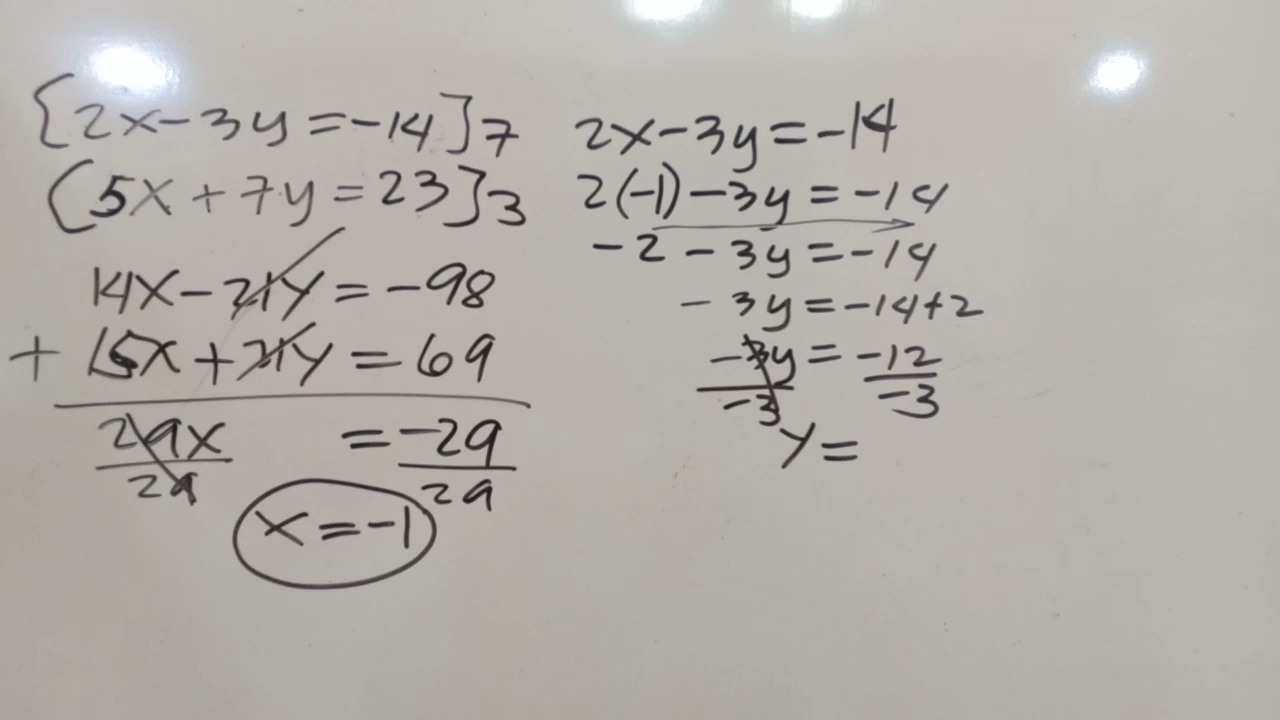 [2x-3y=-14]7
[5x+7y=23]3
14x-21y=-98
+ 15x+21y=69
29x =-29
29 29
x=-1
2x-3y=-14
2(-1)-3y=-14
-2-3y=-14
-3y=-14+2
-3y=-12
-3 -3
y=